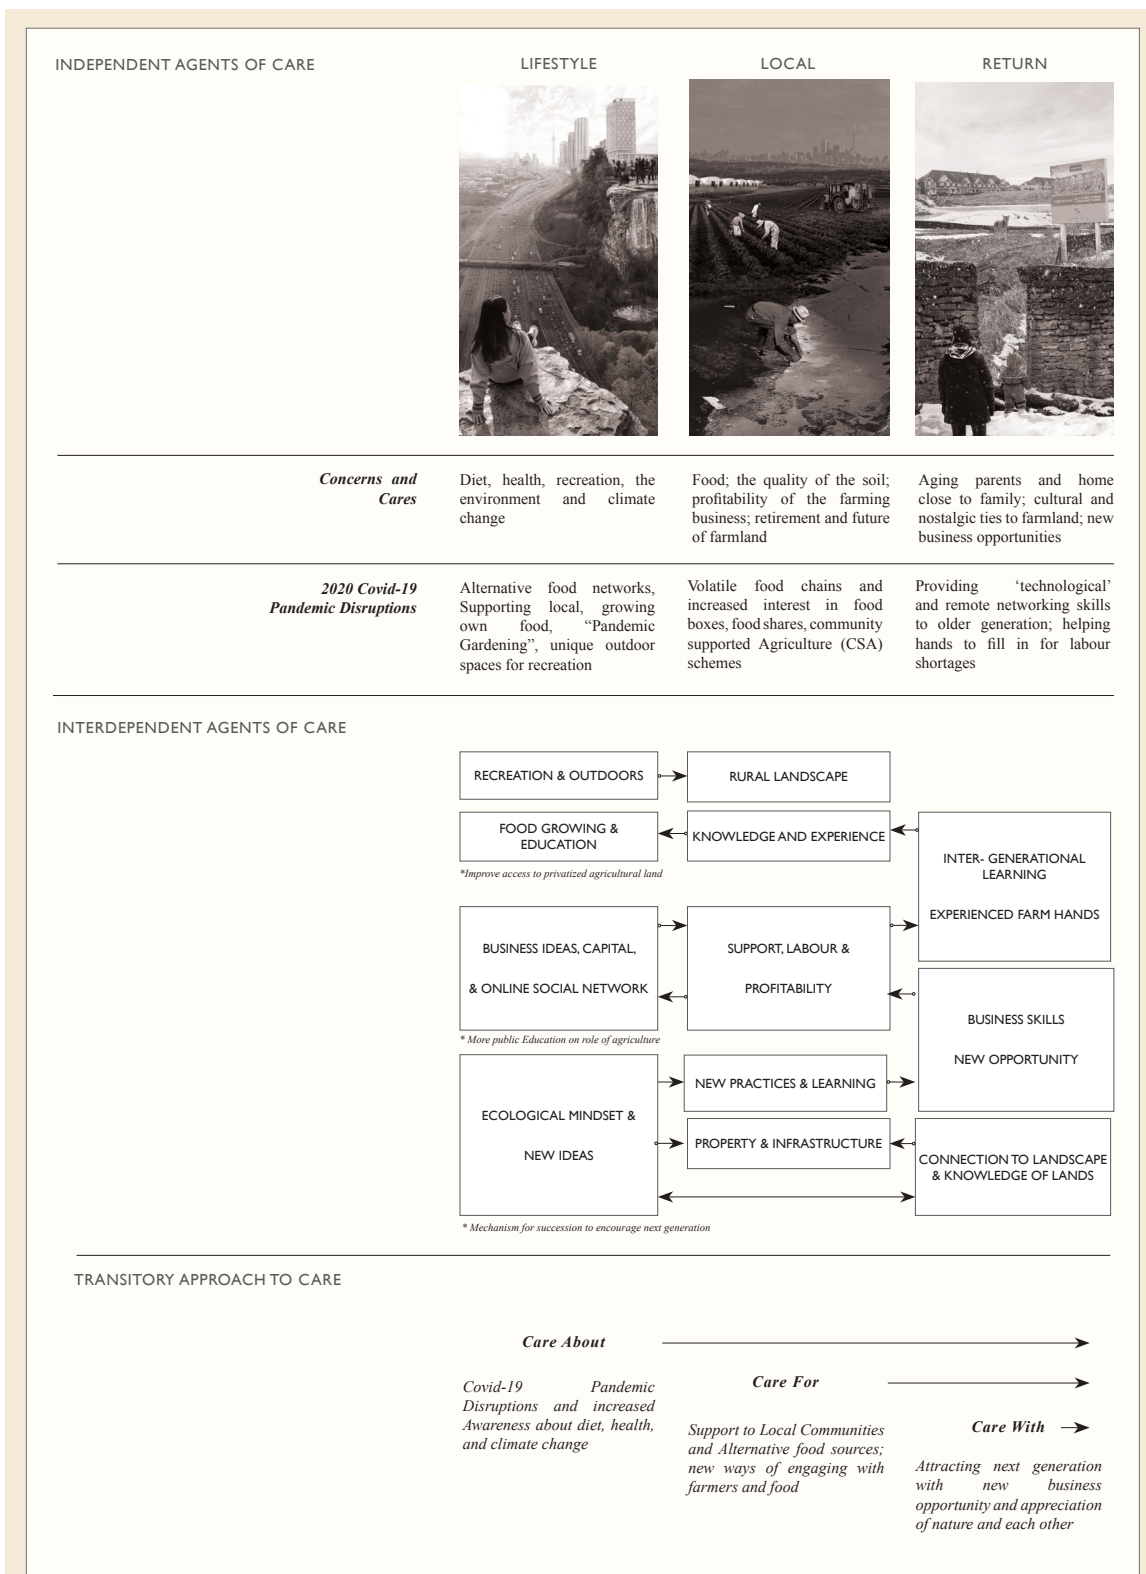 INDEPENDENT AGENTS OF CARE
LIFESTYLE
LOCAL
RETURN
Concerns and
Cares
Diet, health, recreation, the
environment and climate
change
Food; the quality of the soil;
profitability of the farming
business; retirement and future
of farmland
Aging parents and home
close to family; cultural and
nostalgic ties to farmland; new
business opportunities
2020 Covid-19
Pandemic Disruptions
Alternative food networks,
Supporting local, growing
own food, “Pandemic
Gardening”, unique outdoor
spaces for recreation
Volatile food chains and
increased interest in food
boxes, food shares, community
supported Agriculture (CSA)
schemes
Providing ‘technological’
and remote networking skills
to older generation; helping
hands to fill in for labour
shortages
INTERDEPENDENT AGENTS OF CARE
RECREATION & OUTDOORS
RURAL LANDSCAPE
FOOD GROWING &
EDUCATION
KNOWLEDGE AND EXPERIENCE
INTER- GENERATIONAL
LEARNING
EXPERIENCED FARM HANDS
*Improve access to privatized agricultural land
BUSINESS IDEAS, CAPITAL,
& ONLINE SOCIAL NETWORK
SUPPORT, LABOUR &
PROFITABILITY
BUSINESS SKILLS
NEW OPPORTUNITY
* More public Education on role of agriculture
ECOLOGICAL MINDSET &
NEW IDEAS
NEW PRACTICES & LEARNING
PROPERTY & INFRASTRUCTURE
CONNECTION TO LANDSCAPE
& KNOWLEDGE OF LANDS
* Mechanism for succession to encourage next generation
TRANSITORY APPROACH TO CARE
Care About
Covid-19 Pandemic
Disruptions and increased
Awareness about diet, health,
and climate change
Care For
Support to Local Communities
and Alternative food sources;
new ways of engaging with
farmers and food
Care With
Attracting next generation
with new business
opportunity and appreciation
of nature and each other